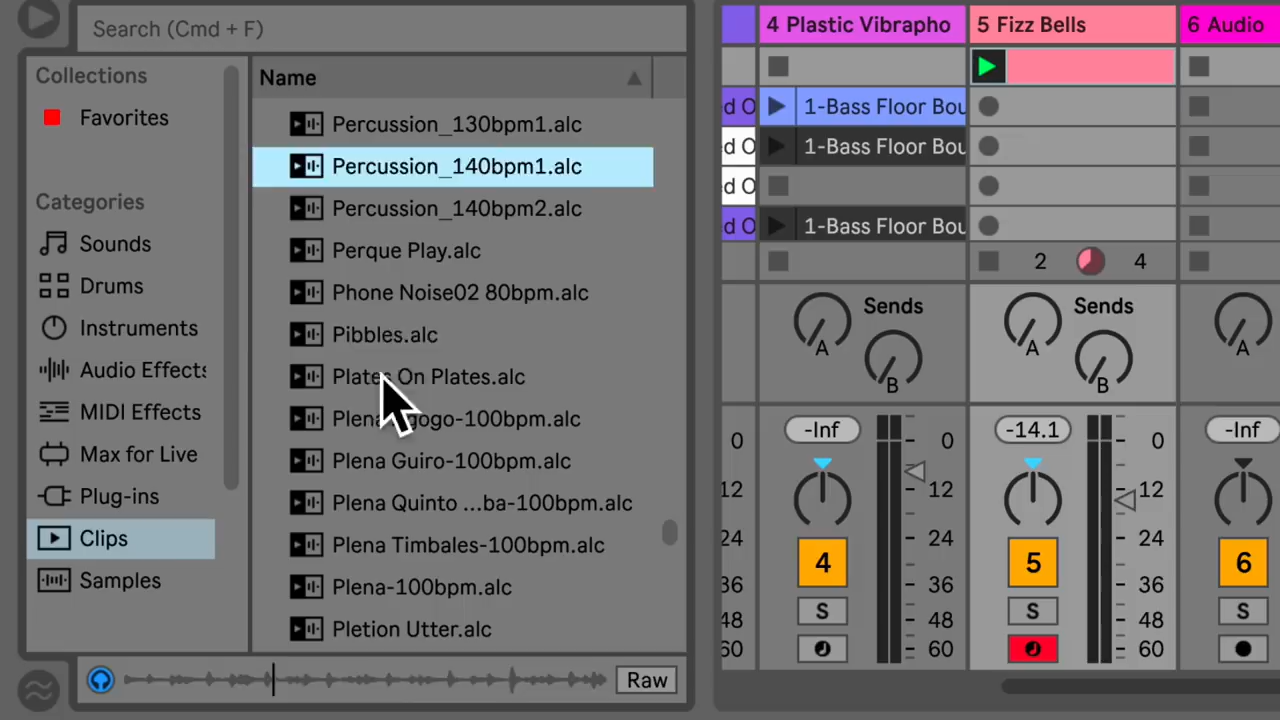 Search (Cmd + F)
Collections
Favorites
Categories
Sounds
Drums
Instruments
Audio Effects
MIDI Effects
Max for Live
Plug-ins
Clips
Samples
Name
Percussion_130bpm1.alc
Percussion_140bpm1.alc
Percussion_140bpm2.alc
Perque Play.alc
Phone Noise02 80bpm.alc
Pibbles.alc
Plates On Plates.alc
Plena Agogo-100bpm.alc
Plena Guiro-100bpm.alc
Plena Quinto ...ba-100bpm.alc
Plena Timbales-100bpm.alc
Plena-100bpm.alc
Pletion Utter.alc
Raw
4 Plastic Vibrapho
5 Fizz Bells
6 Audio
ed O
1-Bass Floor Bou
ed O
1-Bass Floor Bou
ed O
ed O
1-Bass Floor Bou
2 4
Sends Sends
A A A
B B
-Inf -14.1 -Inf
0 0 0
12 12 12
24 24 24
36 36 36
48 48 48
60 60 60
4 5 6
S S S